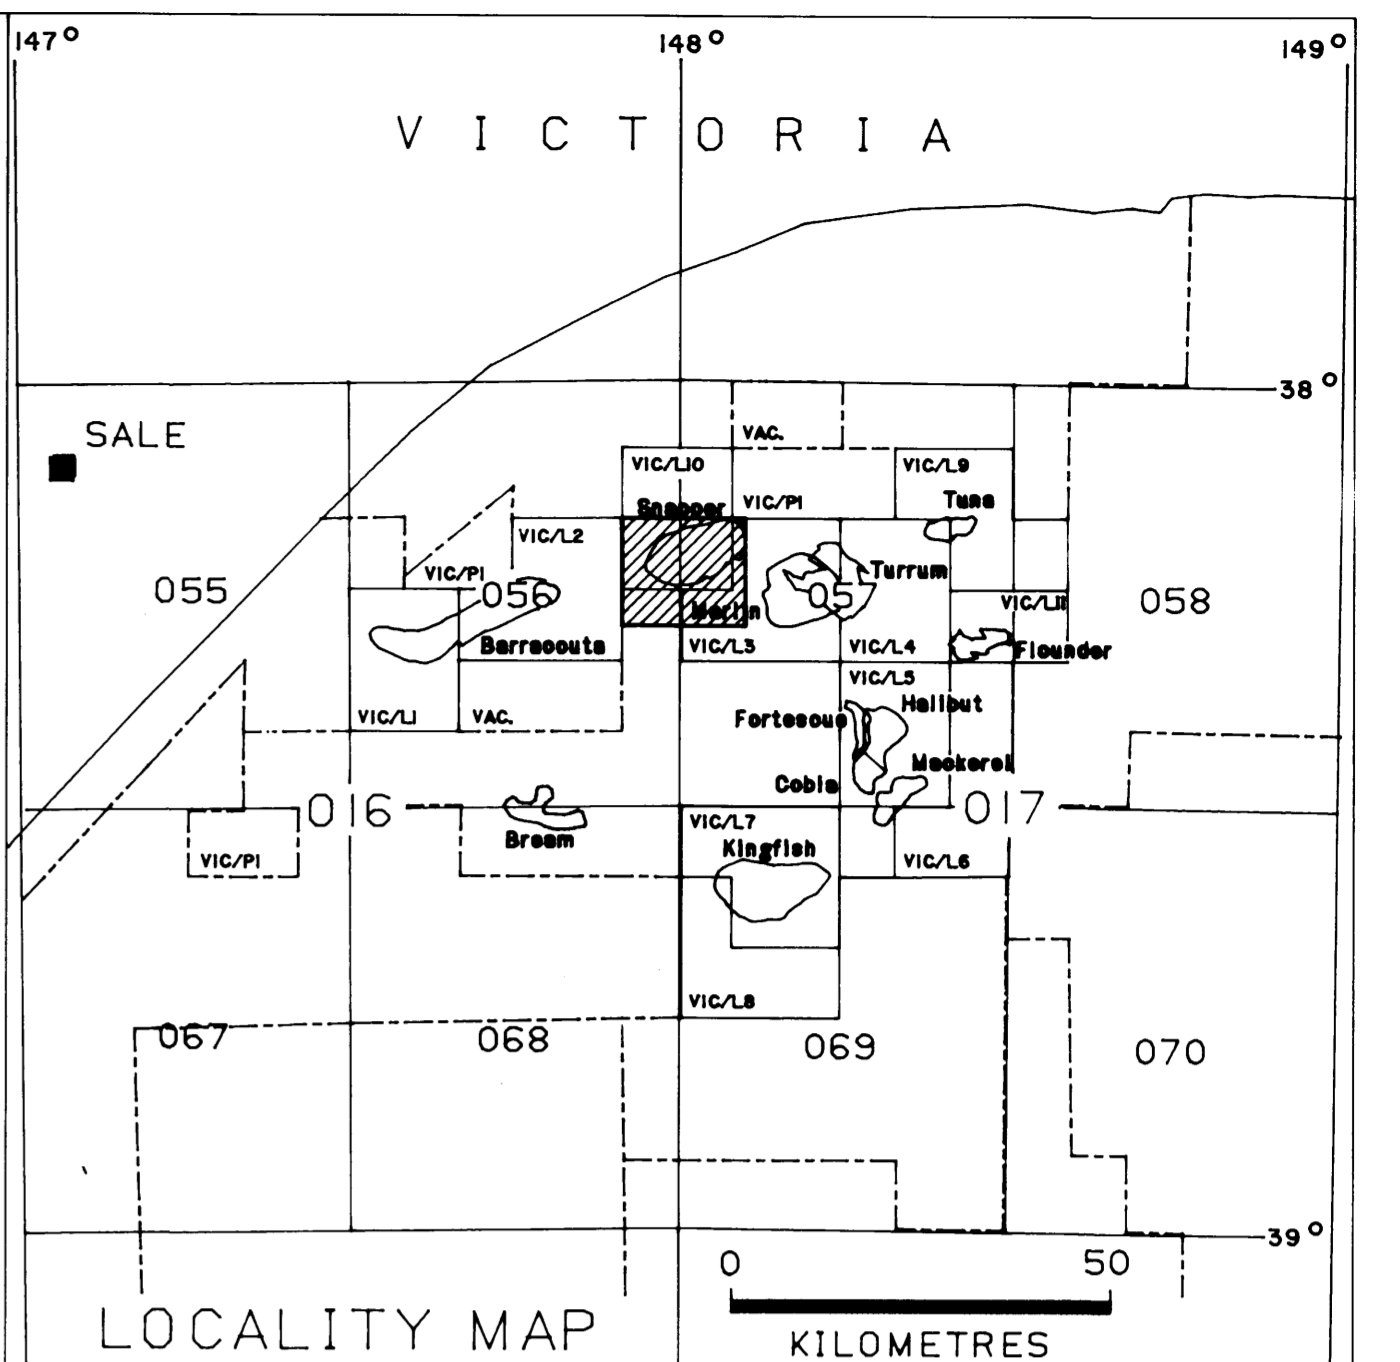 147°
148°
149°
VICTORIA
38°
SALE
VAC.
VIC/L10
VIC/L9
Snapper
VIC/P1
Tuna
VIC/L2
VIC/P1
Turrum
055
056
05
VIC/L11
058
Merlin
Barracouta
VIC/L3
VIC/L4
Flounder
VIC/L5
Halibut
VIC/L1
VAC.
Fortescue
Mackerel
Cobia
016
017
VIC/L7
Bream
Kingfish
VIC/P1
VIC/L6
VIC/L8
067
068
069
070
39°
0
50
LOCALITY MAP
KILOMETRES